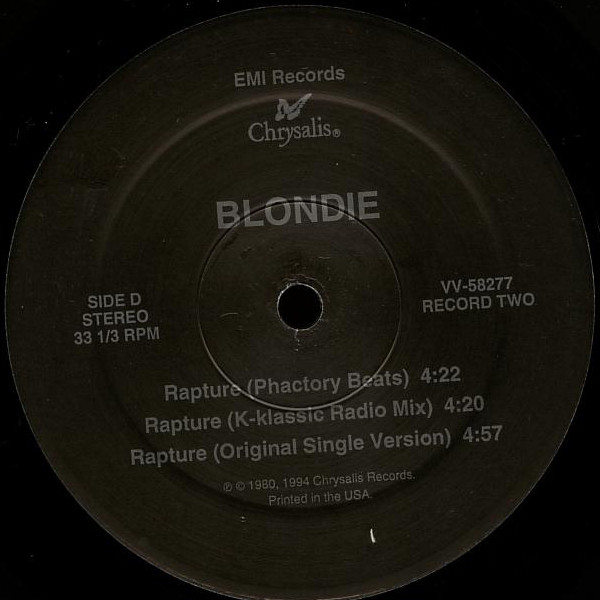 EMI Records
Chrysalis®
BLONDIE
SIDE D
STEREO
33 1/3 RPM
VV-58277
RECORD TWO
Rapture (Phactory Beats) 4:22
Rapture (K-klassic Radio Mix) 4:20
Rapture (Original Single Version) 4:57
℗ © 1980, 1994 Chrysalis Records.
Printed in the USA.